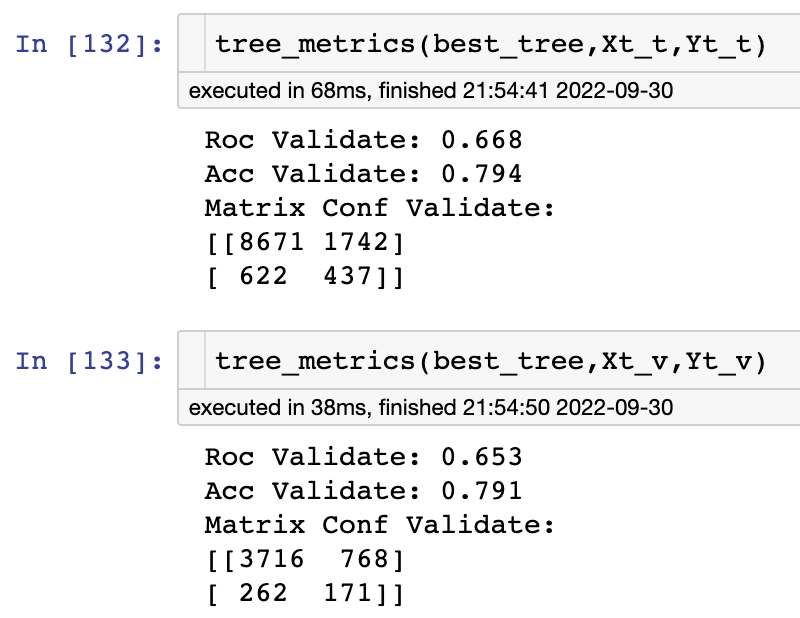 In [132]: tree_metrics(best_tree,Xt_t,Yt_t)
executed in 68ms, finished 21:54:41 2022-09-30
Roc Validate: 0.668
Acc Validate: 0.794
Matrix Conf Validate:
[[8671 1742]
[ 622  437]]
In [133]: tree_metrics(best_tree,Xt_v,Yt_v)
executed in 38ms, finished 21:54:50 2022-09-30
Roc Validate: 0.653
Acc Validate: 0.791
Matrix Conf Validate:
[[3716  768]
[ 262  171]]